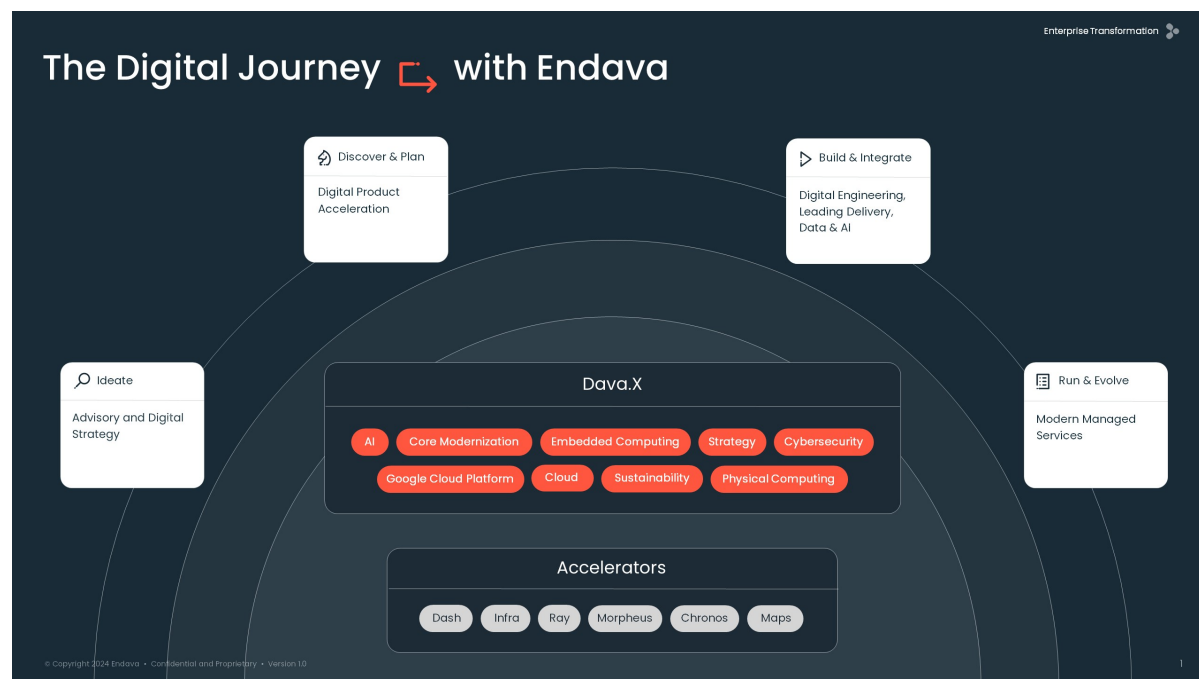 Enterprise Transformation
The Digital Journey with Endava
Discover & Plan
Digital Product
Acceleration
Build & Integrate
Digital Engineering,
Leading Delivery,
Data & AI
Ideate
Advisory and Digital
Strategy
Run & Evolve
Modern Managed
Services
Dava.X
AI Core Modernization Embedded Computing Strategy Cybersecurity
Google Cloud Platform Cloud Sustainability Physical Computing
Accelerators
Dash Infra Ray Morpheus Chronos Maps
© Copyright 2024 Endava • Confidential and Proprietary • Version 1.0
1